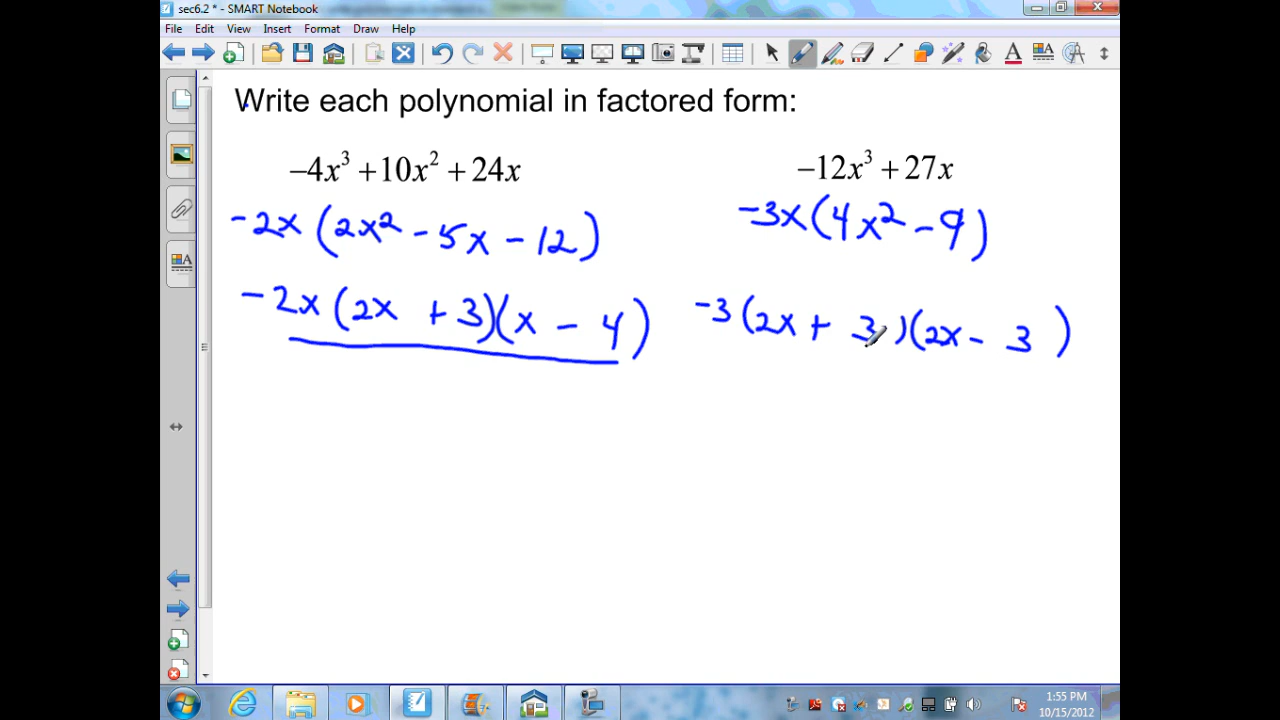 sec6.2 * - SMART Notebook
File Edit View Insert Format Draw Help
Write each polynomial in factored form:
−4x³ +10x² + 24x
−2x (2x² − 5x − 12)
−2x (2x + 3)(x − 4)
−12x³ + 27x
−3x(4x² − 9)
−3 (2x + 3)(2x − 3)
1:55 PM
10/15/2012